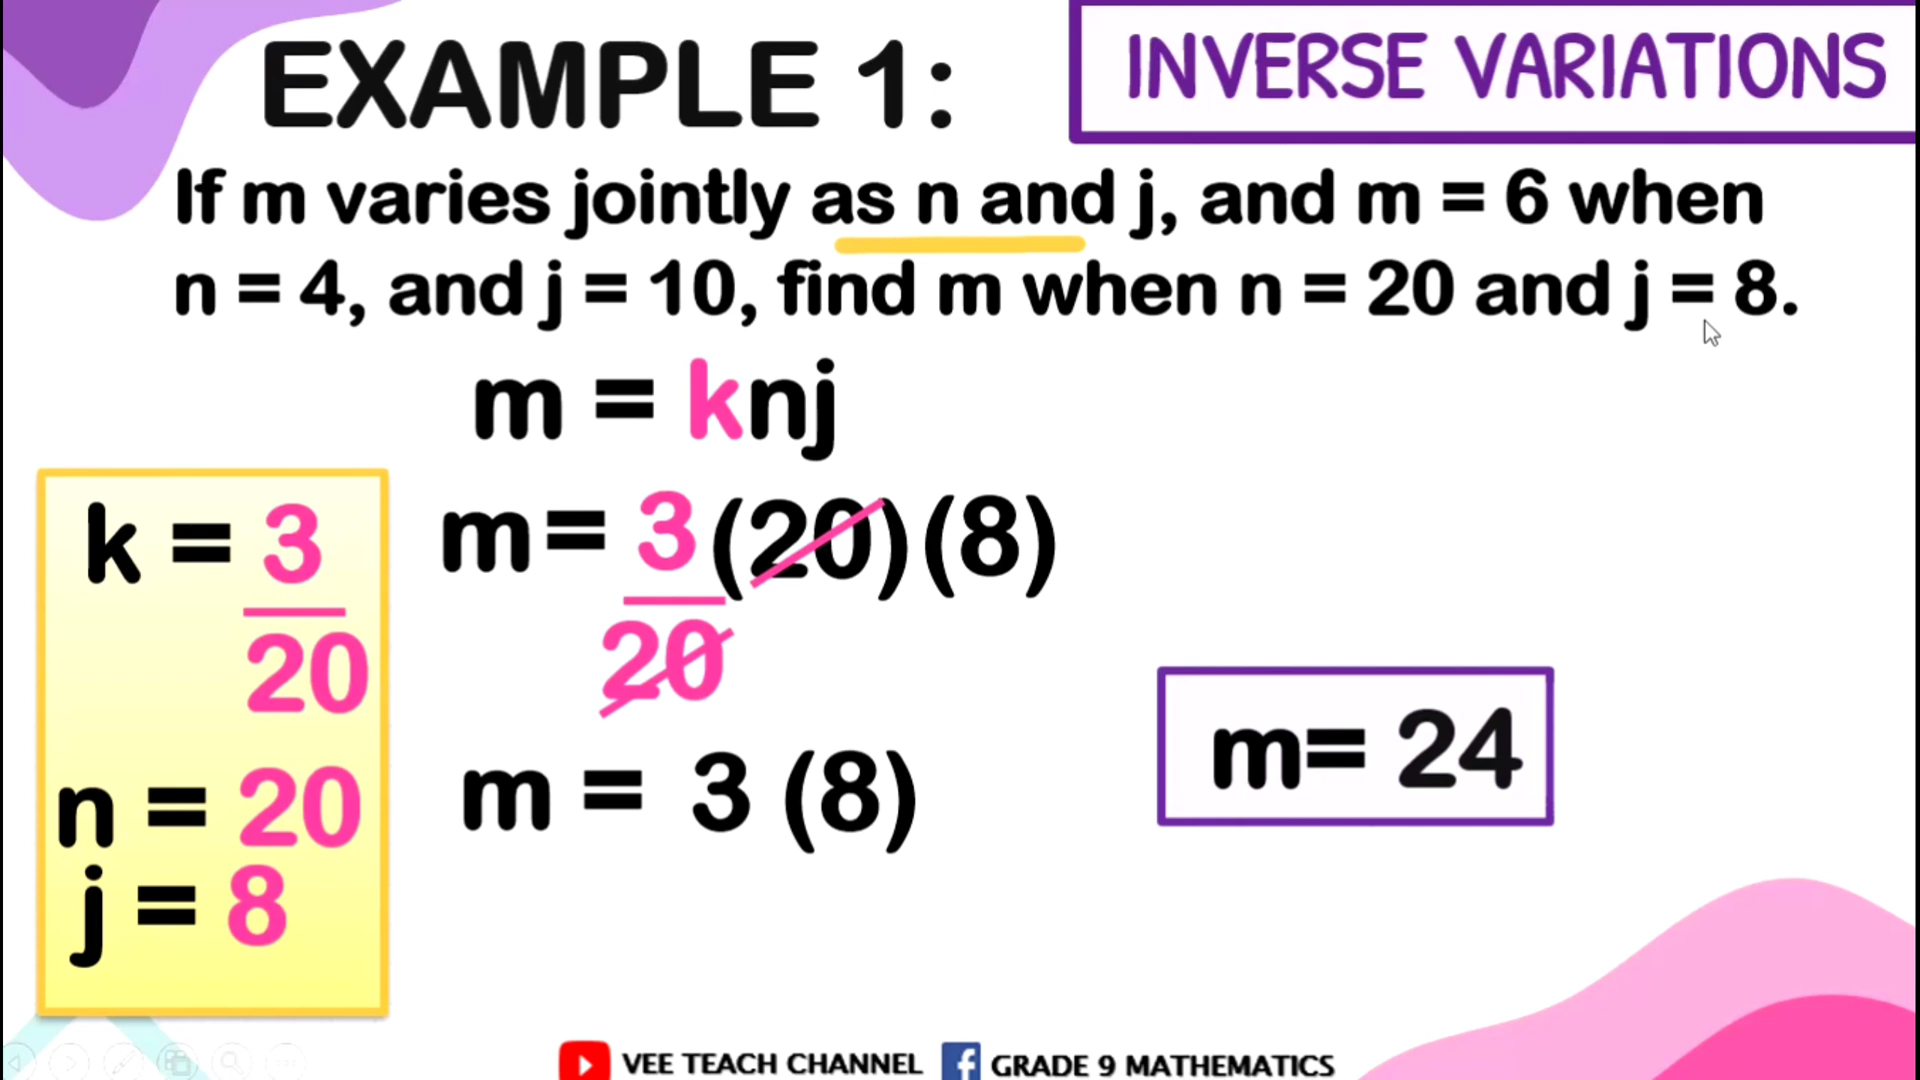 EXAMPLE 1:
INVERSE VARIATIONS
If m varies jointly as n and j, and m = 6 when
n = 4, and j = 10, find m when n = 20 and j = 8.
m = knj
k = 3
20
n = 20
j = 8
m= 3 (20)(8)
20
m = 3 (8)
m= 24
VEE TEACH CHANNEL
f GRADE 9 MATHEMATICS